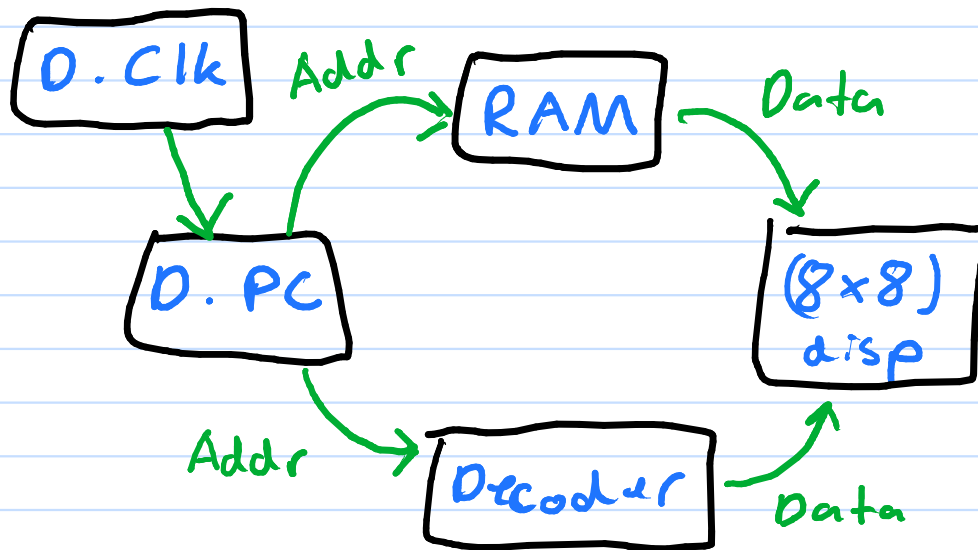 D. Clk
Addr
RAM
Data
D. PC
(8x8)
disp
Addr
Decoder
Data